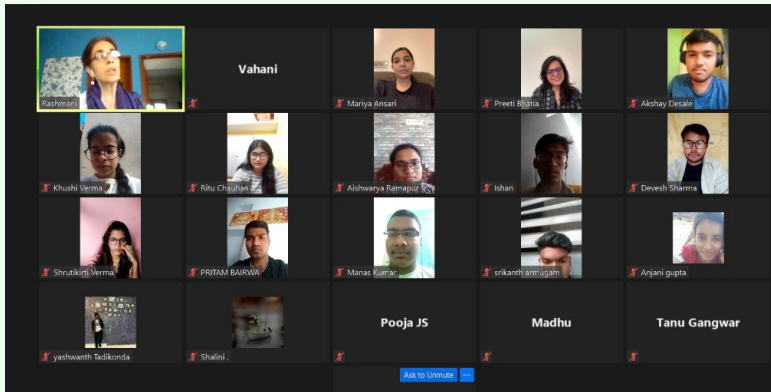 Rashmani
Vahani
Mariya Ansari
Preeti Bhatia
Akshay Desale
Khushi Verma
Ritu Chauhan
Aishwarya Ramapur
Ishan
Devesh Sharma
Shrutikirti Verma
PRITAM BAIRWA
Manas Kumar
srikanth armugam
Anjani gupta
yashwanth Tadikonda
Shalini .
Pooja JS
Madhu
Tanu Gangwar
Ask to Unmute